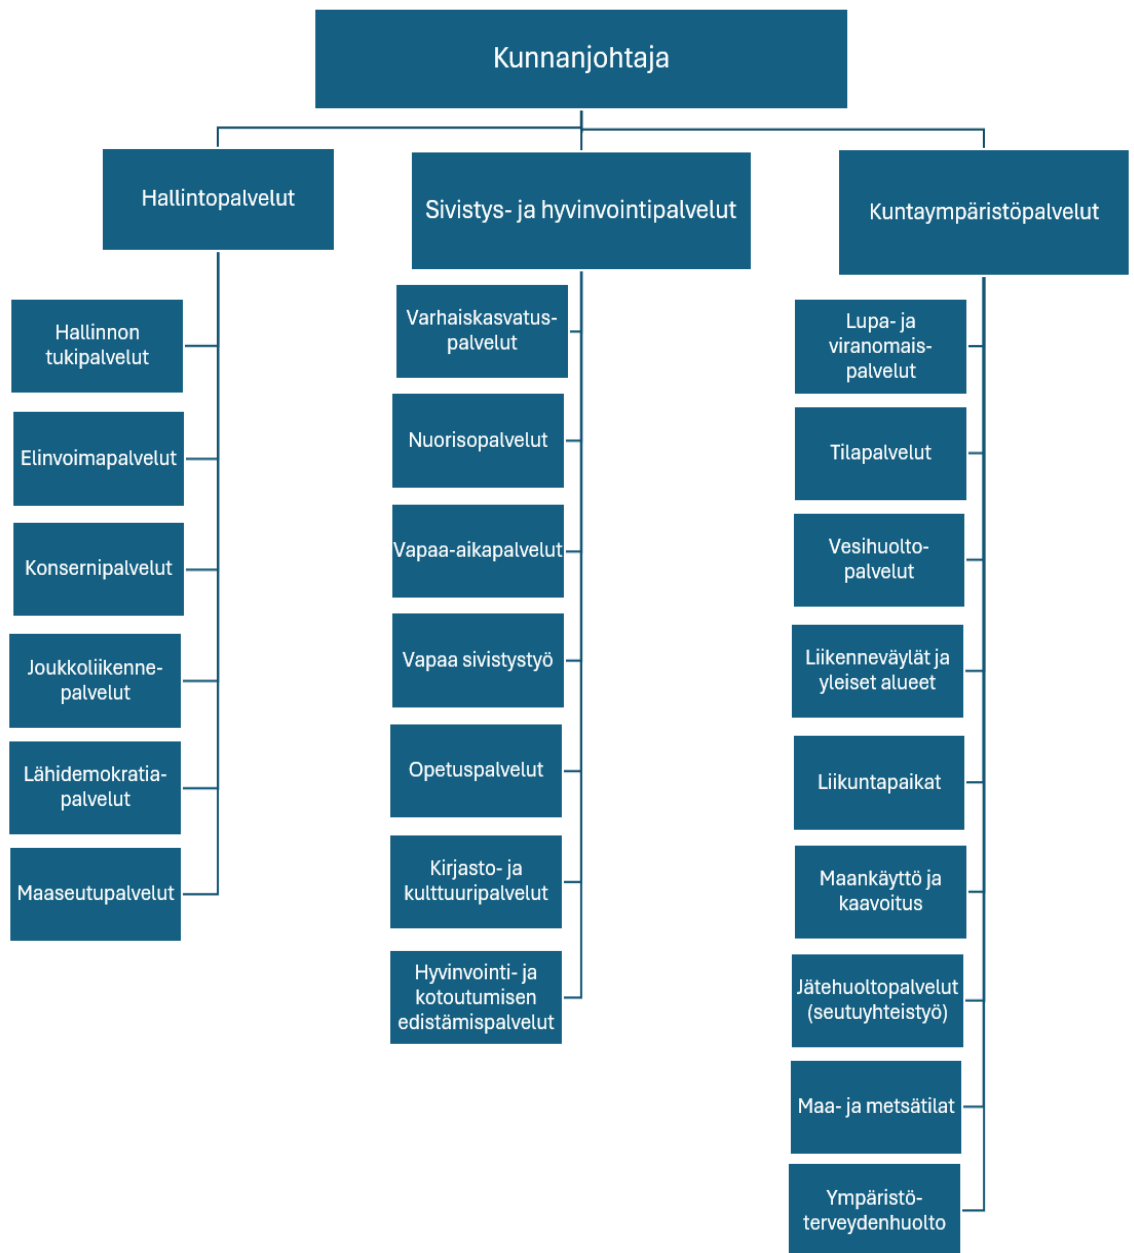 Kunnanjohtaja
Hallintopalvelut
Hallinnon
tukipalvelut
Elinvoimapalvelut
Konsernipalvelut
Joukkoliikenne-
palvelut
Lähidemokratia-
palvelut
Maaseutupalvelut
Sivistys- ja hyvinvointipalvelut
Varhaiskasvatus-
palvelut
Nuorisopalvelut
Vapaa-aikapalvelut
Vapaa sivistystyö
Opetuspalvelut
Kirjasto- ja
kulttuuripalvelut
Hyvinvointi- ja
kotoutumisen
edistämispalvelut
Kuntaympäristöpalvelut
Lupa- ja
viranomais-
palvelut
Tilapalvelut
Vesihuolto-
palvelut
Liikenneväylät ja
yleiset alueet
Liikuntapaikat
Maankäyttö ja
kaavoitus
Jätehuoltopalvelut
(seutuyhteistyö)
Maa- ja metsätilat
Ympäristö-
terveydenhuolto